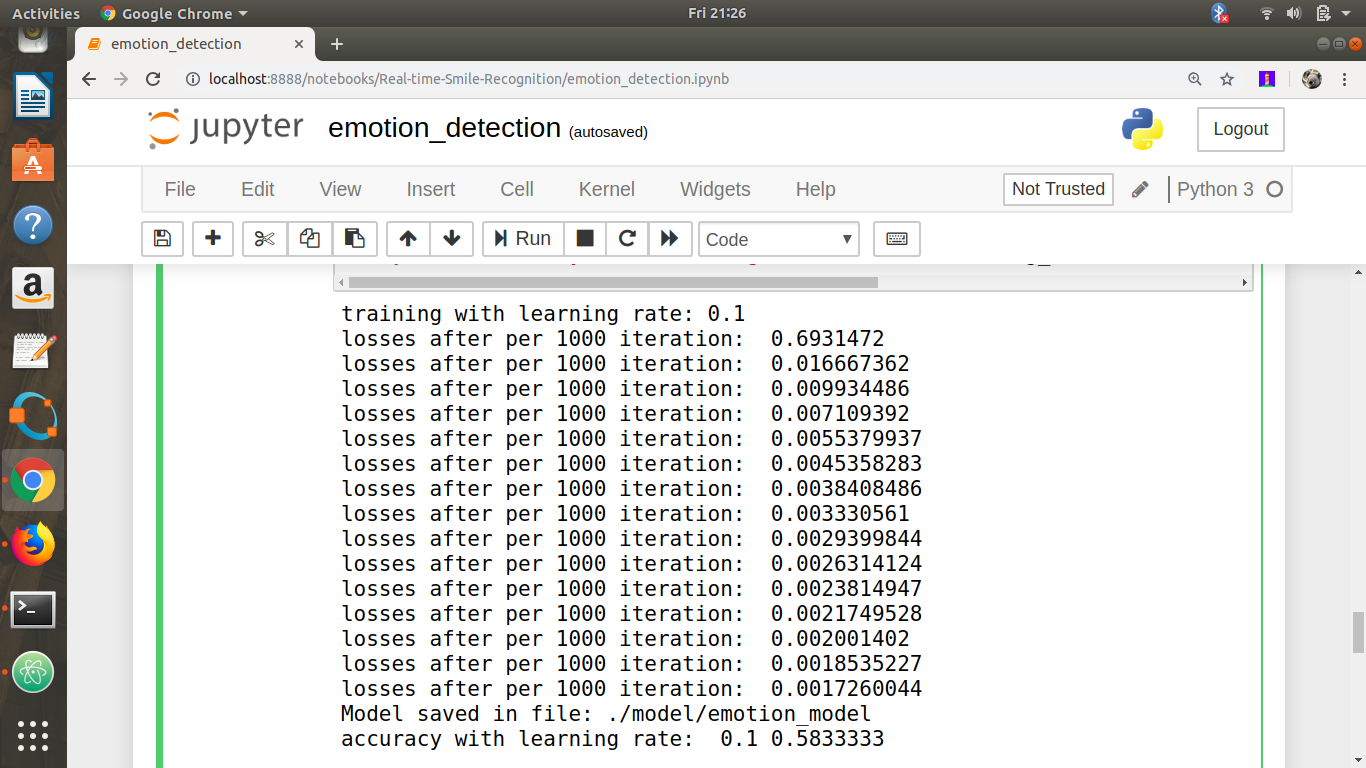 Activities Google Chrome Fri 21:26
emotion_detection
localhost:8888/notebooks/Real-time-Smile-Recognition/emotion_detection.ipynb
jupyter emotion_detection (autosaved) Logout
File Edit View Insert Cell Kernel Widgets Help Not Trusted Python 3
Run Code
training with learning rate: 0.1
losses after per 1000 iteration: 0.6931472
losses after per 1000 iteration: 0.016667362
losses after per 1000 iteration: 0.009934486
losses after per 1000 iteration: 0.007109392
losses after per 1000 iteration: 0.0055379937
losses after per 1000 iteration: 0.0045358283
losses after per 1000 iteration: 0.0038408486
losses after per 1000 iteration: 0.003330561
losses after per 1000 iteration: 0.0029399844
losses after per 1000 iteration: 0.0026314124
losses after per 1000 iteration: 0.0023814947
losses after per 1000 iteration: 0.0021749528
losses after per 1000 iteration: 0.002001402
losses after per 1000 iteration: 0.0018535227
losses after per 1000 iteration: 0.0017260044
Model saved in file: ./model/emotion_model
accuracy with learning rate: 0.1 0.5833333